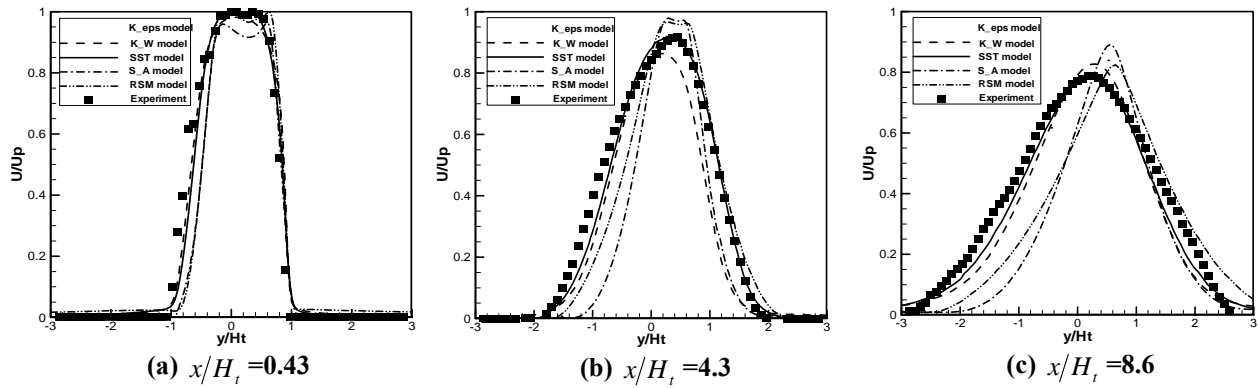 K_eps model
K_W model
SST model
S_A model
RSM model
Experiment
U/Up
1
0.8
0.6
0.4
0.2
0
-3 -2 -1 0 1 2 3
y/Ht
(a) x/H_t =0.43
K_eps model
K_W model
SST model
S_A model
RSM model
Experiment
U/Up
1
0.8
0.6
0.4
0.2
0
-3 -2 -1 0 1 2 3
y/Ht
(b) x/H_t =4.3
K_eps model
K_W model
SST model
S_A model
RSM model
Experiment
U/Up
1
0.8
0.6
0.4
0.2
0
-3 -2 -1 0 1 2 3
y/Ht
(c) x/H_t =8.6